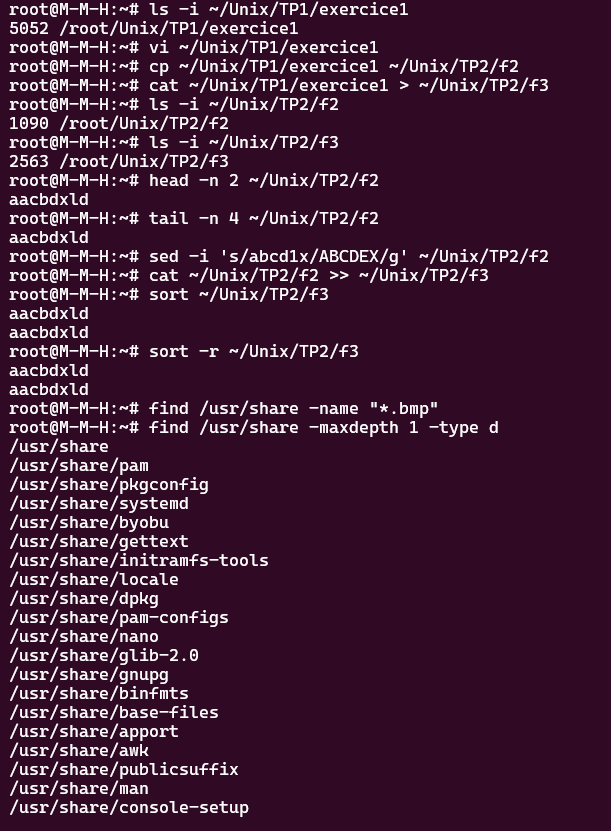 root@M-M-H:~# ls -i ~/Unix/TP1/exercice1
5052 /root/Unix/TP1/exercice1
root@M-M-H:~# vi ~/Unix/TP1/exercice1
root@M-M-H:~# cp ~/Unix/TP1/exercice1 ~/Unix/TP2/f2
root@M-M-H:~# cat ~/Unix/TP1/exercice1 > ~/Unix/TP2/f3
root@M-M-H:~# ls -i ~/Unix/TP2/f2
1090 /root/Unix/TP2/f2
root@M-M-H:~# ls -i ~/Unix/TP2/f3
2563 /root/Unix/TP2/f3
root@M-M-H:~# head -n 2 ~/Unix/TP2/f2
aacbdxld
root@M-M-H:~# tail -n 4 ~/Unix/TP2/f2
aacbdxld
root@M-M-H:~# sed -i 's/abcd1x/ABCDEX/g' ~/Unix/TP2/f2
root@M-M-H:~# cat ~/Unix/TP2/f2 >> ~/Unix/TP2/f3
root@M-M-H:~# sort ~/Unix/TP2/f3
aacbdxld
aacbdxld
root@M-M-H:~# sort -r ~/Unix/TP2/f3
aacbdxld
aacbdxld
root@M-M-H:~# find /usr/share -name "*.bmp"
root@M-M-H:~# find /usr/share -maxdepth 1 -type d
/usr/share
/usr/share/pam
/usr/share/pkgconfig
/usr/share/systemd
/usr/share/byobu
/usr/share/gettext
/usr/share/initramfs-tools
/usr/share/locale
/usr/share/dpkg
/usr/share/pam-configs
/usr/share/nano
/usr/share/glib-2.0
/usr/share/gnupg
/usr/share/binfmts
/usr/share/base-files
/usr/share/apport
/usr/share/awk
/usr/share/publicsuffix
/usr/share/man
/usr/share/console-setup